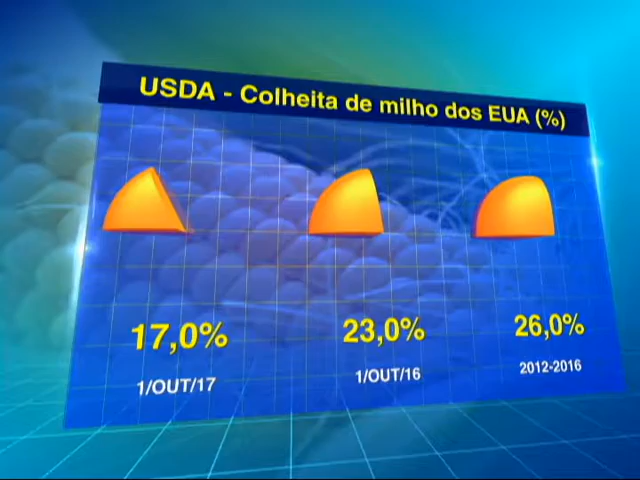 USDA - Colheita de milho dos EUA (%)
17,0% 23,0% 26,0%
1/OUT/17 1/OUT/16 2012-2016